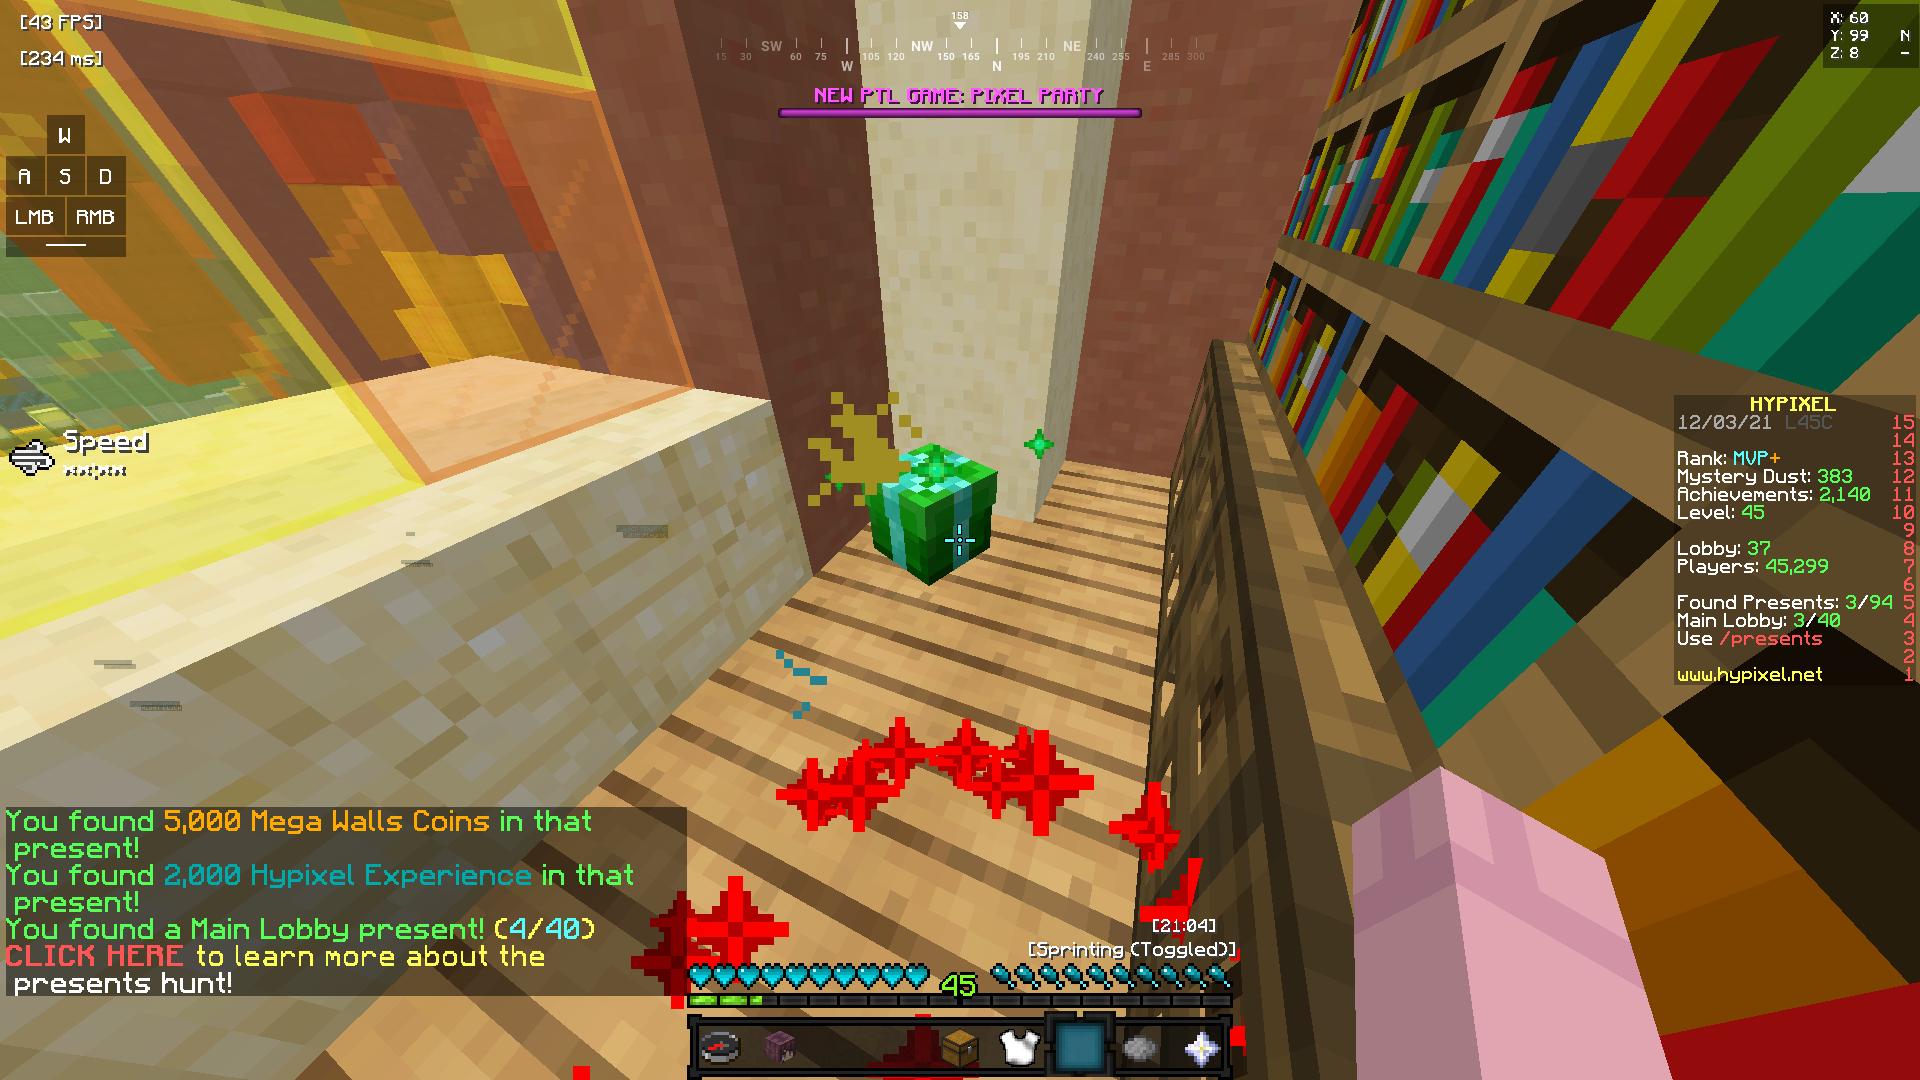 [43 FPS]
[234 ms]
W
A S D
LMB RMB
158
15 30 SW 60 75 W 105 120 NW 150 165 N 195 210 NE 240 255 E 285 300
NEW PTL GAME: PIXEL PARTY
X: 60
Y: 99 N
Z: 8 -
Speed
**:**
HYPIXEL
12/03/21 L45C 15
14
Rank: MVP+ 13
Mystery Dust: 383 12
Achievements: 2,140 11
Level: 45 10
9
Lobby: 37 8
Players: 45,299 7
6
Found Presents: 3/94 5
Main Lobby: 3/40 4
Use /presents 3
2
www.hypixel.net 1
You found 5,000 Mega Walls Coins in that
present!
You found 2,000 Hypixel Experience in that
present!
You found a Main Lobby present! (4/40)
CLICK HERE to learn more about the
presents hunt!
[21:04]
[Sprinting (Toggled)]
45